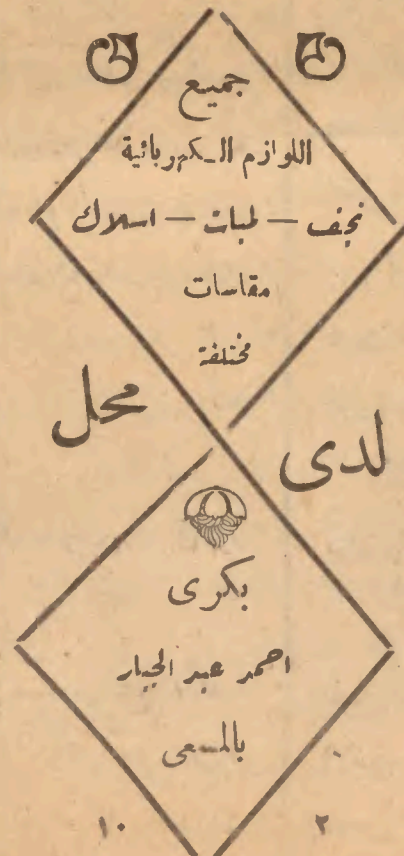 جميع
اللوازم الكهربائية
نجف — لمبات — اسلاك
مقاسات
مختلفة
لدى محل
بكرى
احمد عبد الجبار
بالمسعى
٢ ١٠